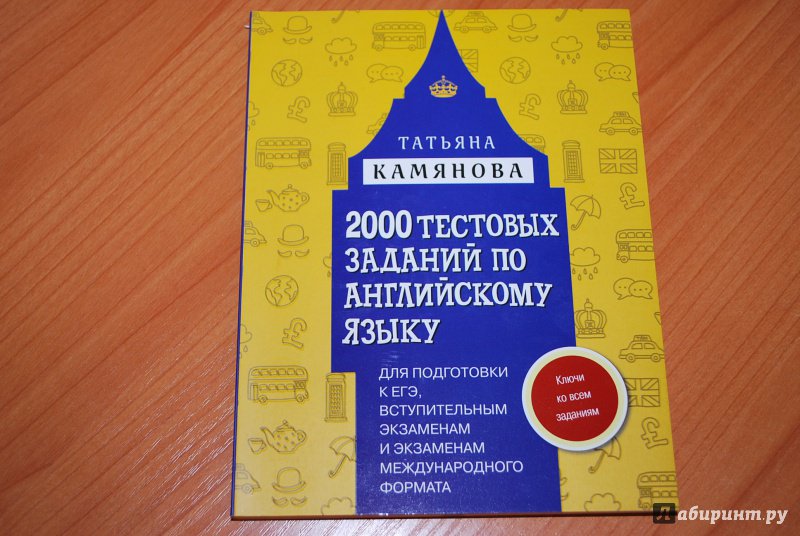 ТАТЬЯНА
КАМЯНОВА
2000 ТЕСТОВЫХ
ЗАДАНИЙ ПО
АНГЛИЙСКОМУ
ЯЗЫКУ
ДЛЯ ПОДГОТОВКИ
К ЕГЭ,
ВСТУПИТЕЛЬНЫМ
ЭКЗАМЕНАМ
И ЭКЗАМЕНАМ
МЕЖДУНАРОДНОГО
ФОРМАТА
Ключи
ко всем
заданиям
Лабиринт.ру